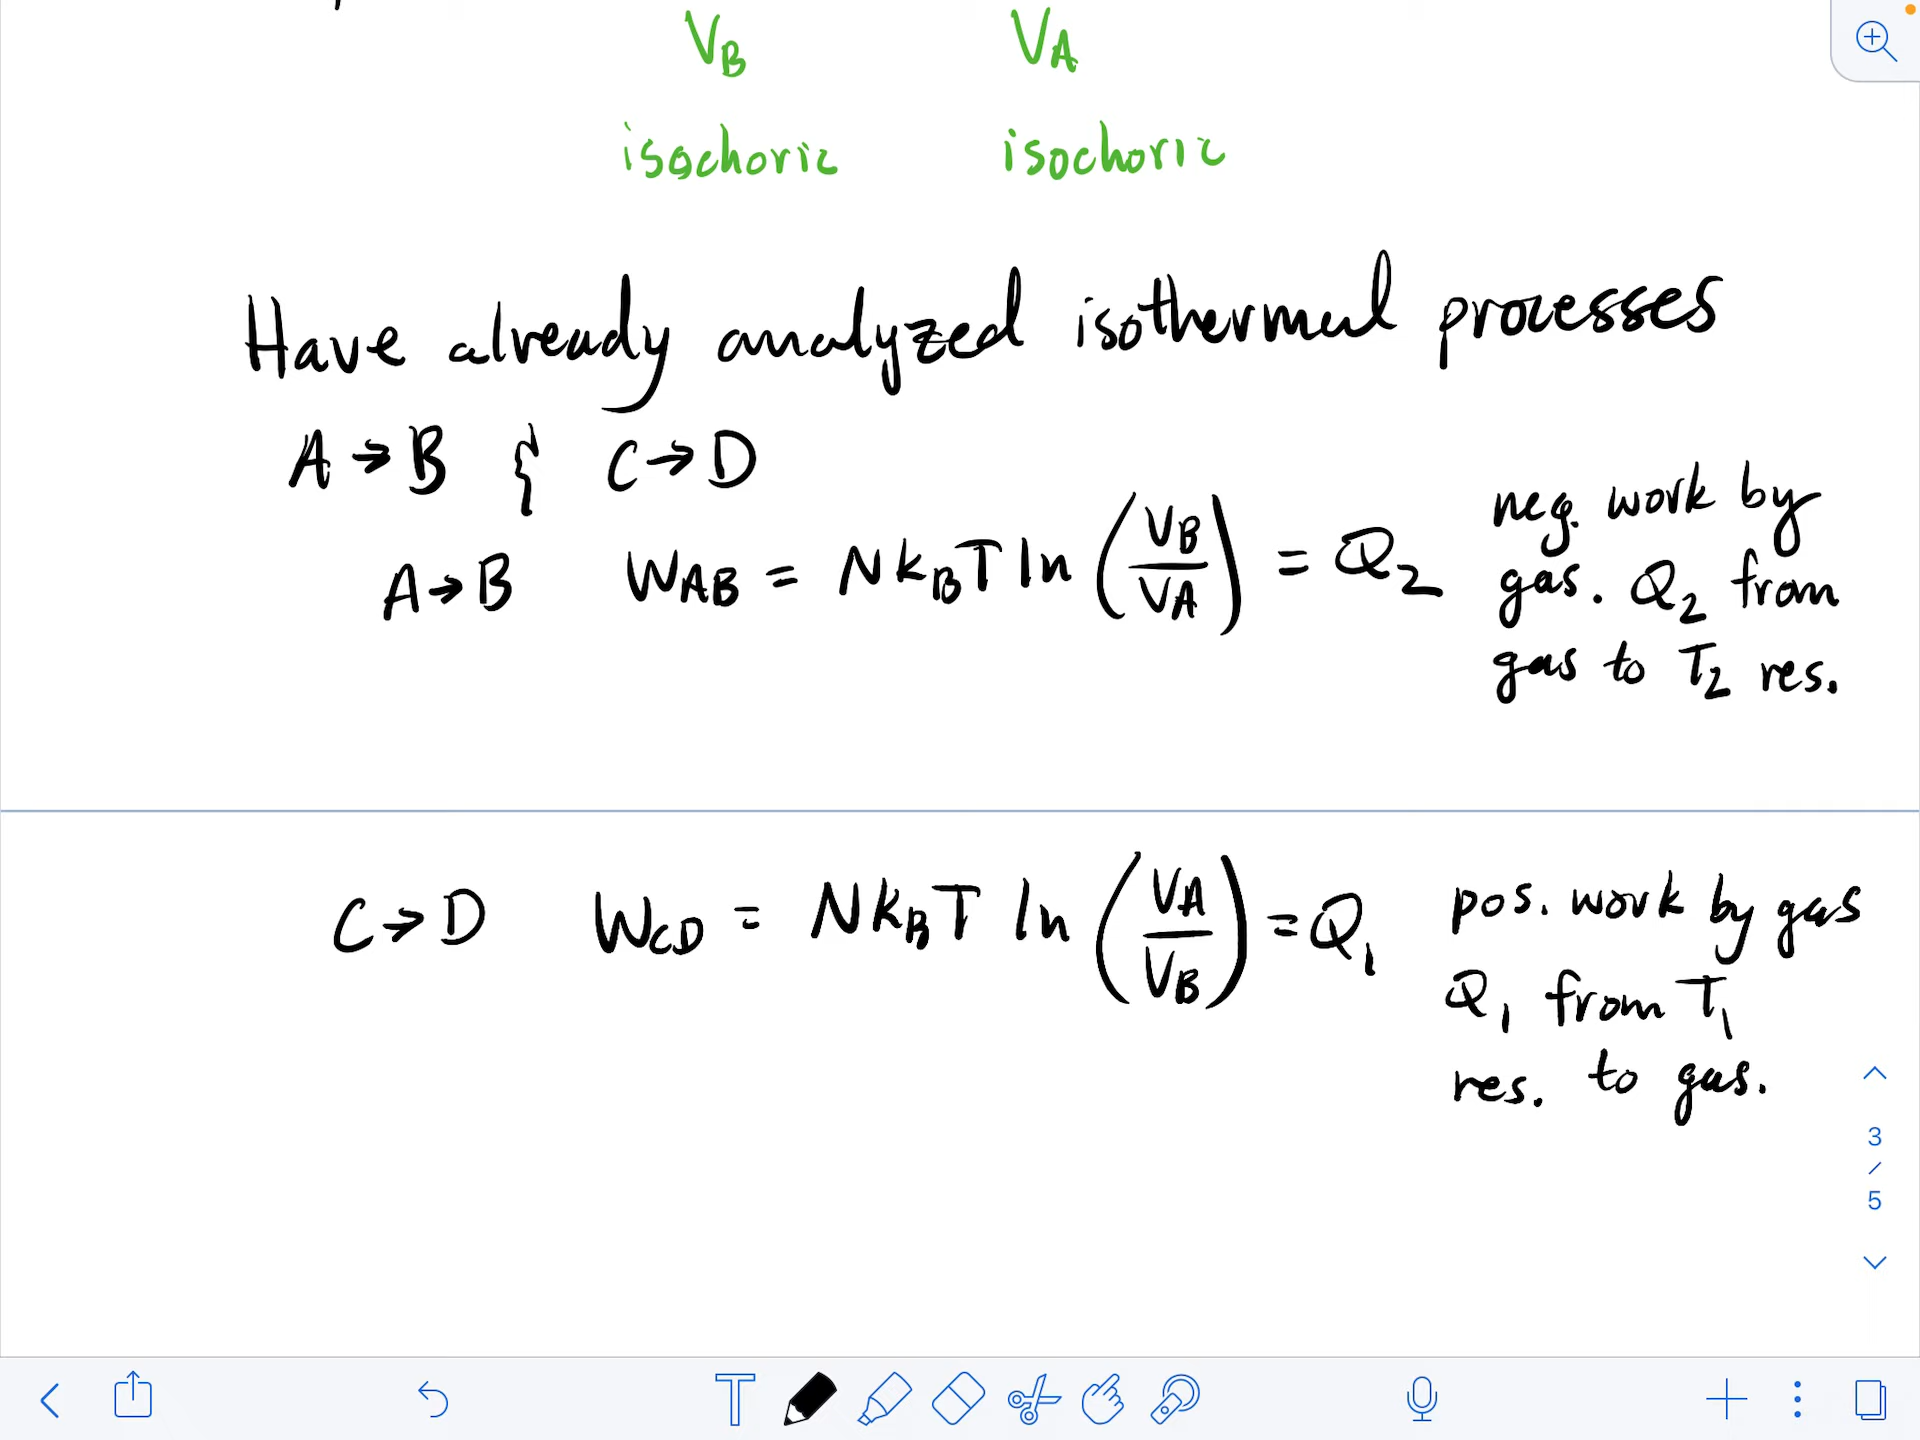 V_B V_A
isochoric isochoric
Have already analyzed isothermal processes
A → B & C → D
A → B W_AB = N k_B T ln (V_B / V_A) = Q_2 neg. work by
gas. Q_2 from
gas to T_2 res.
C → D W_CD = N k_B T ln (V_A / V_B) = Q_1 pos. work by gas
Q_1 from T_1
res. to gas.
3
/
5
T